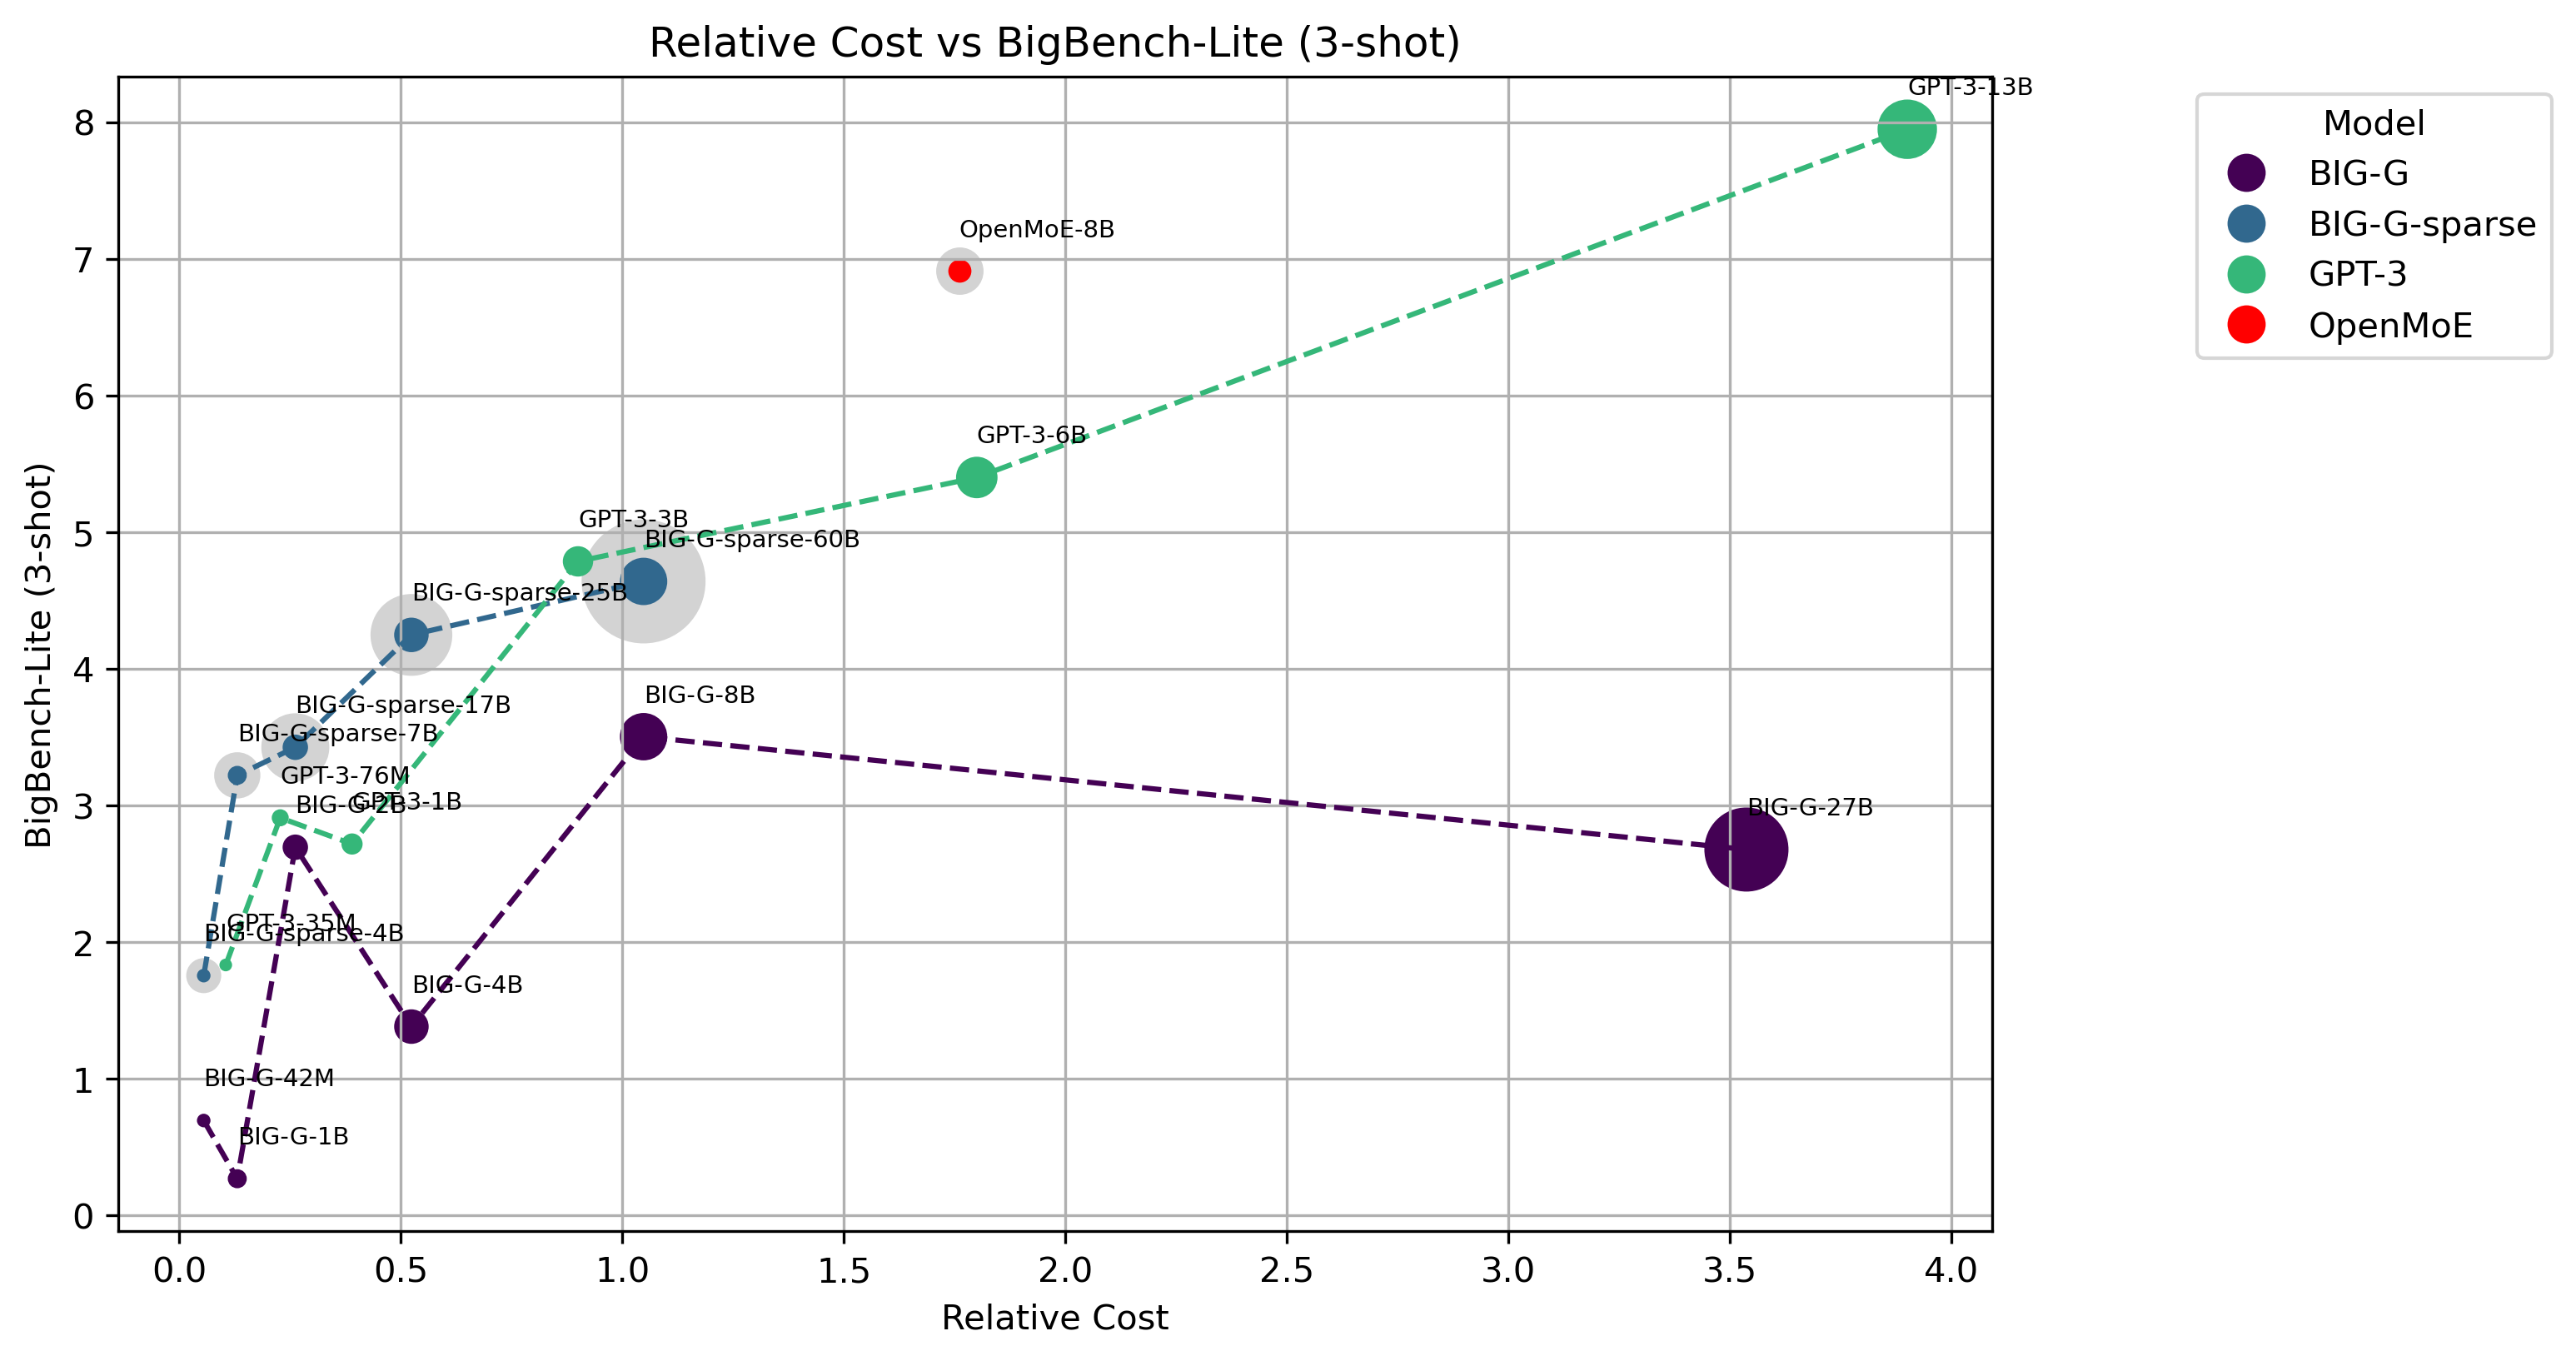 Relative Cost vs BigBench-Lite (3-shot)
GPT-3-13B
Model
BIG-G
BIG-G-sparse
GPT-3
OpenMoE
OpenMoE-8B
GPT-3-6B
GPT-3-3B
BIG-G-sparse-60B
BIG-G-sparse-25B
BIG-G-8B
BIG-G-sparse-17B
BIG-G-sparse-7B
GPT-3-76M
BIG-G-2B
GPT-3-1B
BIG-G-27B
GPT-3-35M
BIG-G-sparse-4B
BIG-G-4B
BIG-G-42M
BIG-G-1B
BigBench-Lite (3-shot)
8
7
6
5
4
3
2
1
0
0.0 0.5 1.0 1.5 2.0 2.5 3.0 3.5 4.0
Relative Cost